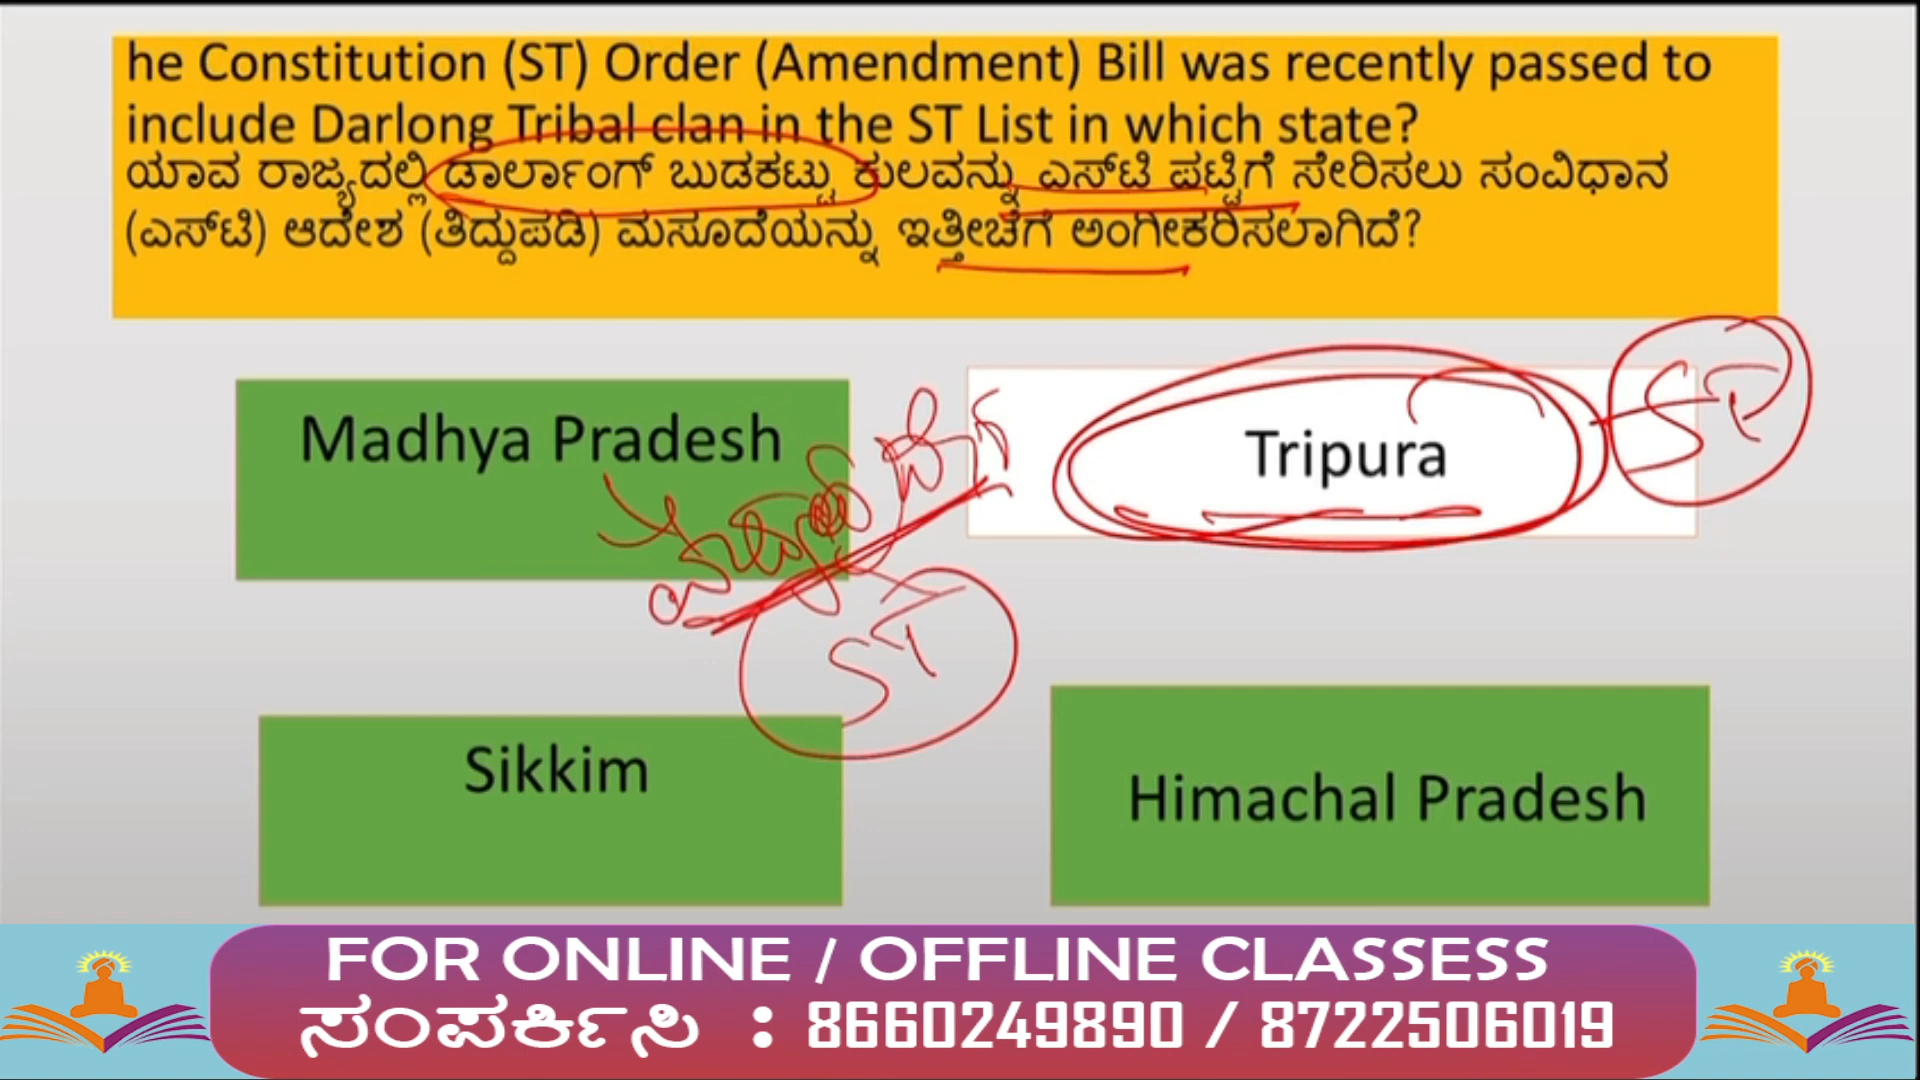 he Constitution (ST) Order (Amendment) Bill was recently passed to
include Darlong Tribal clan in the ST List in which state?
ಯಾವ ರಾಜ್ಯದಲ್ಲಿ ಡಾರ್ಲಾಂಗ್ ಬುಡಕಟ್ಟು ಕುಲವನ್ನು ಎಸ್‌ಟಿ ಪಟ್ಟಿಗೆ ಸೇರಿಸಲು ಸಂವಿಧಾನ
(ಎಸ್‌ಟಿ) ಆದೇಶ (ತಿದ್ದುಪಡಿ) ಮಸೂದೆಯನ್ನು ಇತ್ತೀಚೆಗೆ ಅಂಗೀಕರಿಸಲಾಗಿದೆ?
Madhya Pradesh
Tripura
ST
ST
Sikkim
Himachal Pradesh
FOR ONLINE / OFFLINE CLASSESS
ಸಂಪರ್ಕಿಸಿ : 8660249890 / 8722506019